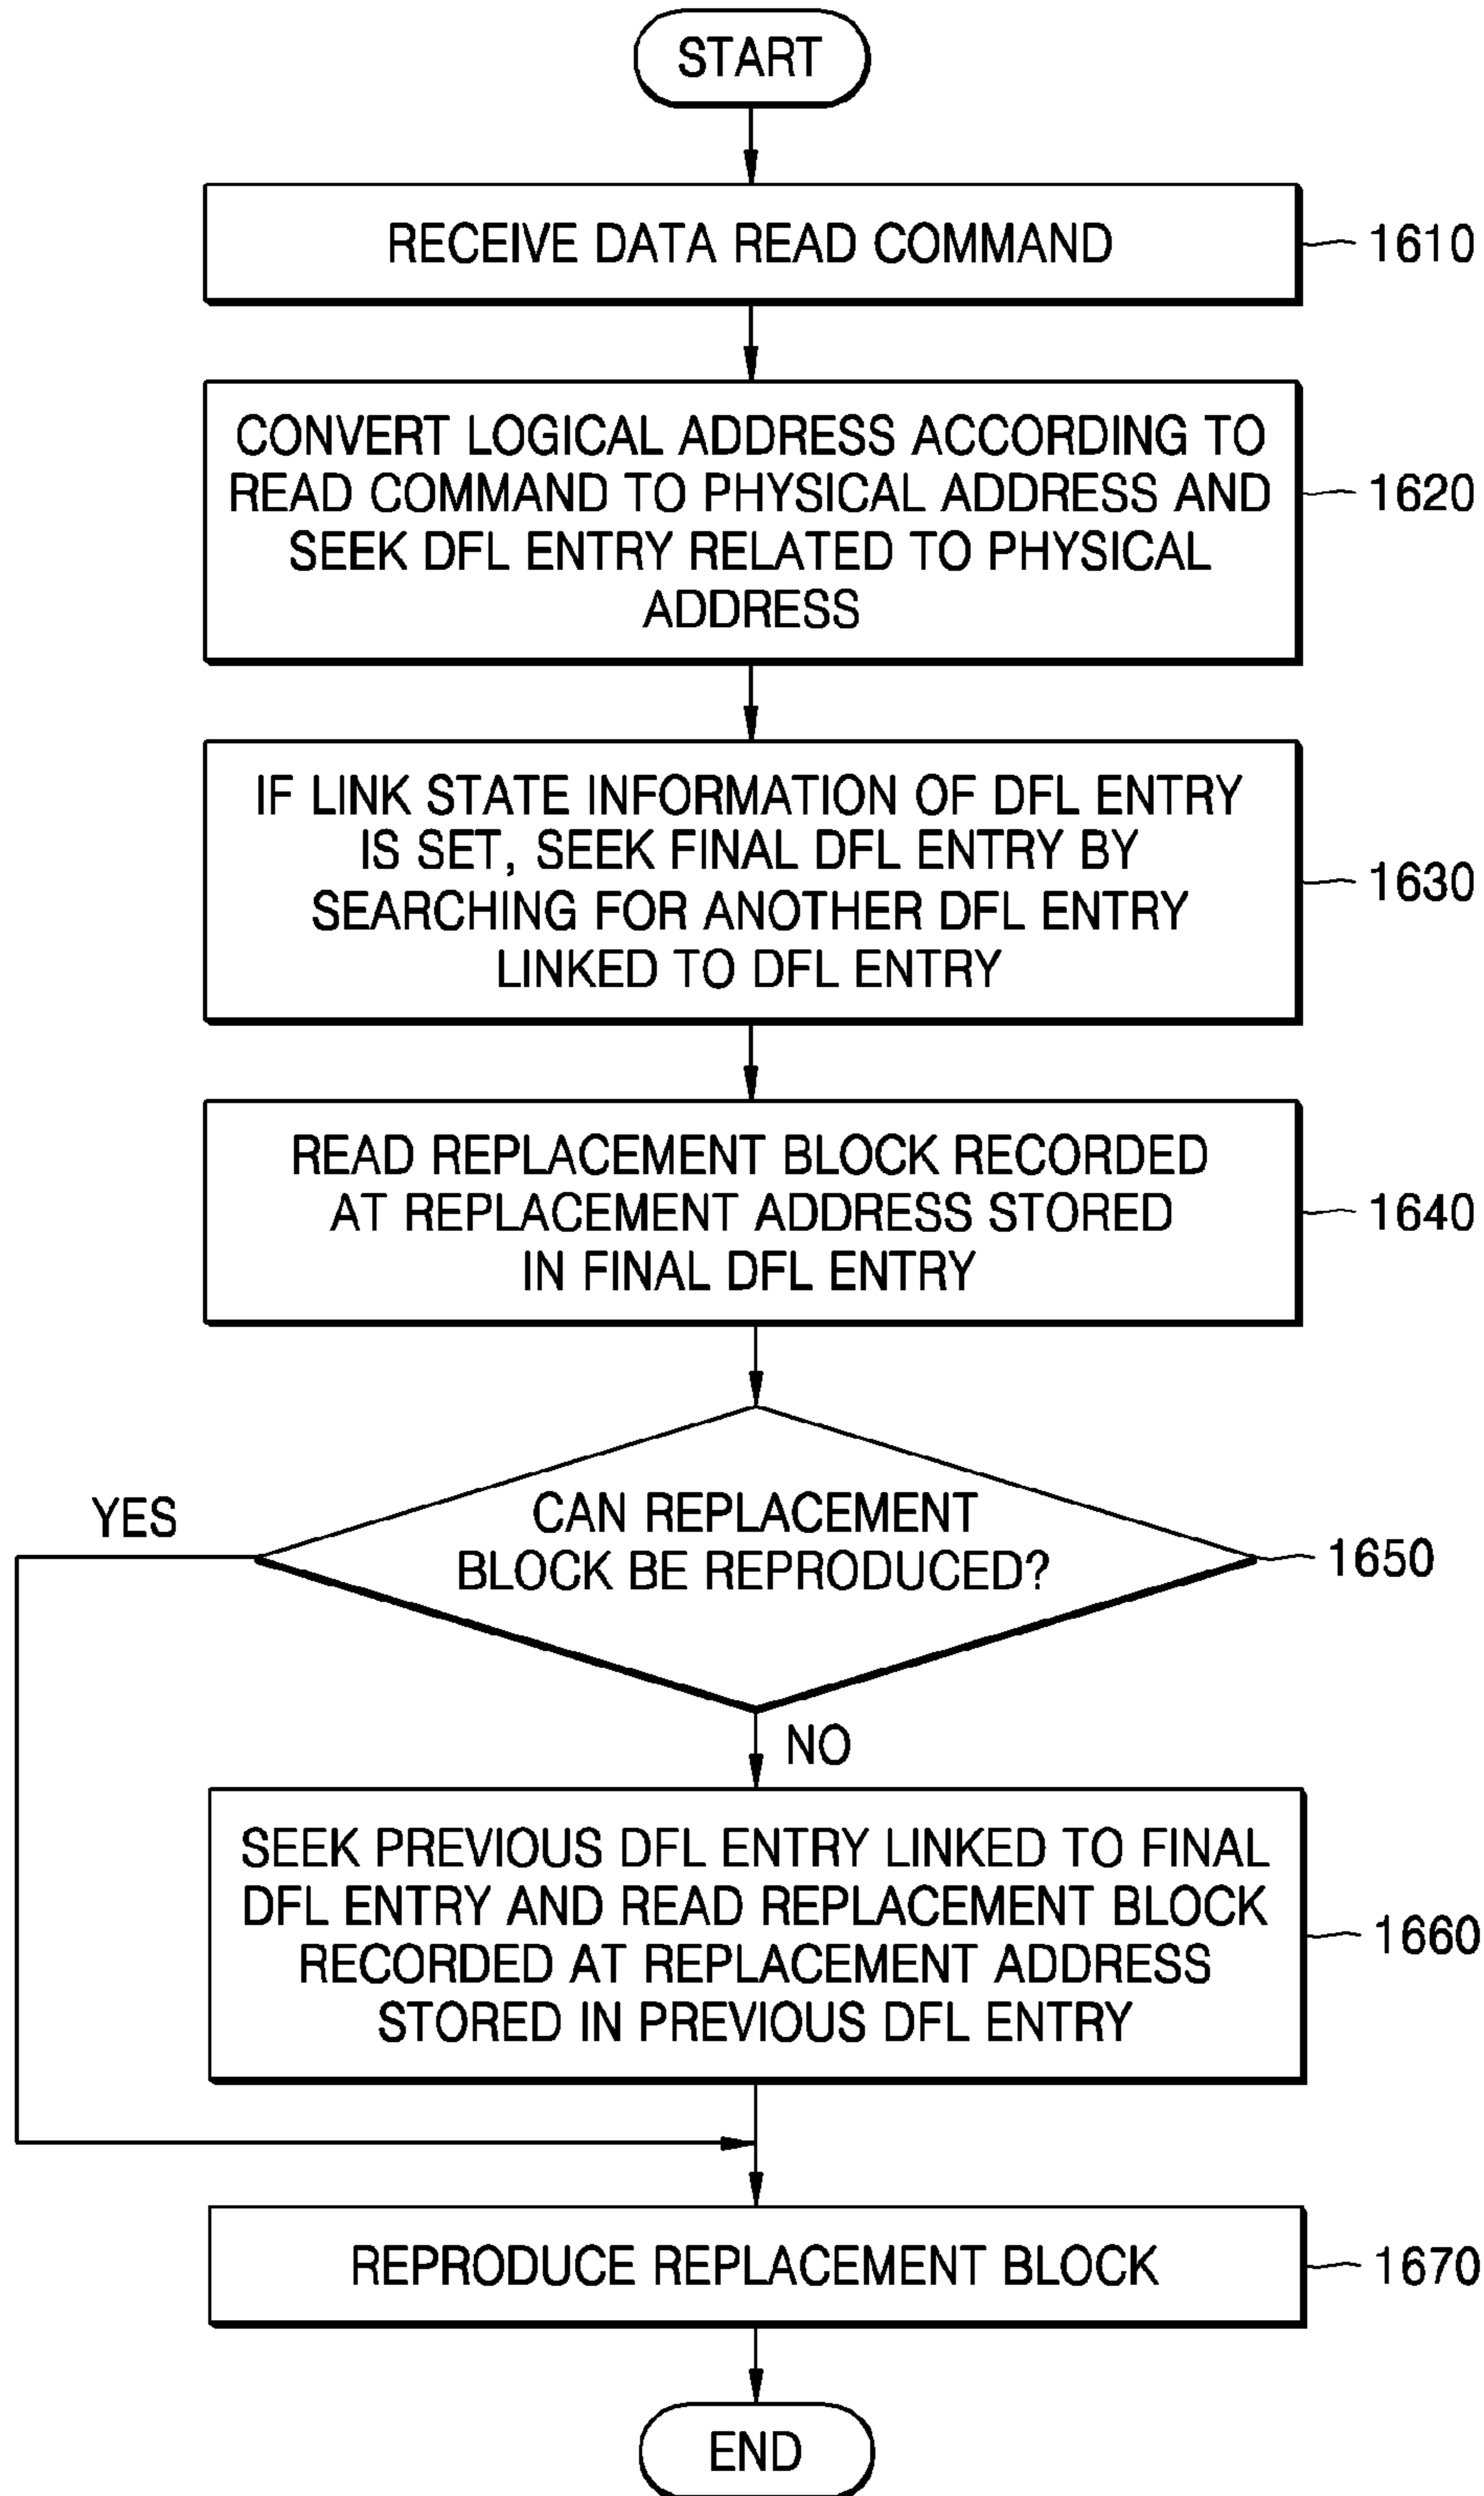 START
RECEIVE DATA READ COMMAND
1610
CONVERT LOGICAL ADDRESS ACCORDING TO
READ COMMAND TO PHYSICAL ADDRESS AND
SEEK DFL ENTRY RELATED TO PHYSICAL
ADDRESS
1620
IF LINK STATE INFORMATION OF DFL ENTRY
IS SET, SEEK FINAL DFL ENTRY BY
SEARCHING FOR ANOTHER DFL ENTRY
LINKED TO DFL ENTRY
1630
READ REPLACEMENT BLOCK RECORDED
AT REPLACEMENT ADDRESS STORED
IN FINAL DFL ENTRY
1640
YES
CAN REPLACEMENT
BLOCK BE REPRODUCED?
1650
NO
SEEK PREVIOUS DFL ENTRY LINKED TO FINAL
DFL ENTRY AND READ REPLACEMENT BLOCK
RECORDED AT REPLACEMENT ADDRESS
STORED IN PREVIOUS DFL ENTRY
1660
REPRODUCE REPLACEMENT BLOCK
1670
END